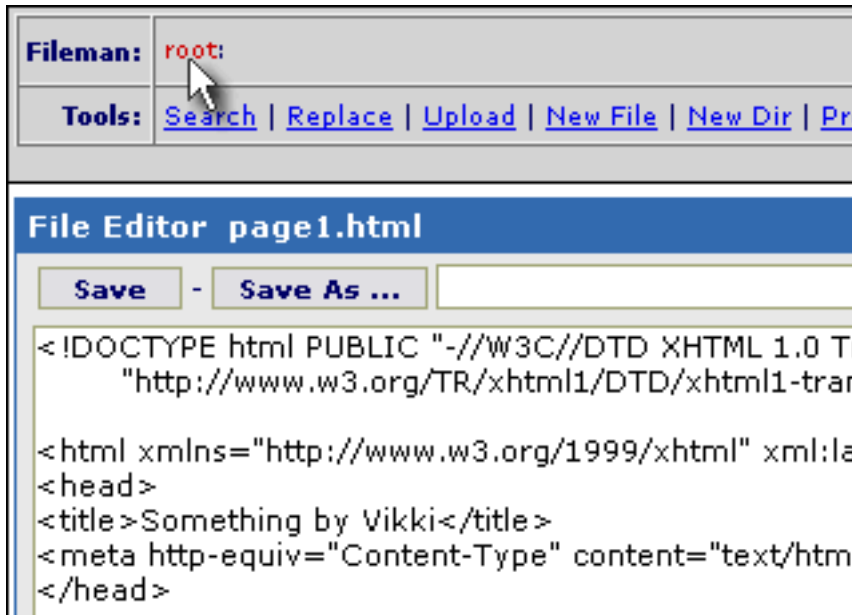 Fileman: root:
Tools: Search | Replace | Upload | New File | New Dir | Pr
File Editor page1.html
Save - Save As ...
<!DOCTYPE html PUBLIC "-//W3C//DTD XHTML 1.0 T
"http://www.w3.org/TR/xhtml1/DTD/xhtml1-tran
<html xmlns="http://www.w3.org/1999/xhtml" xml:la
<head>
<title>Something by Vikki</title>
<meta http-equiv="Content-Type" content="text/htm
</head>